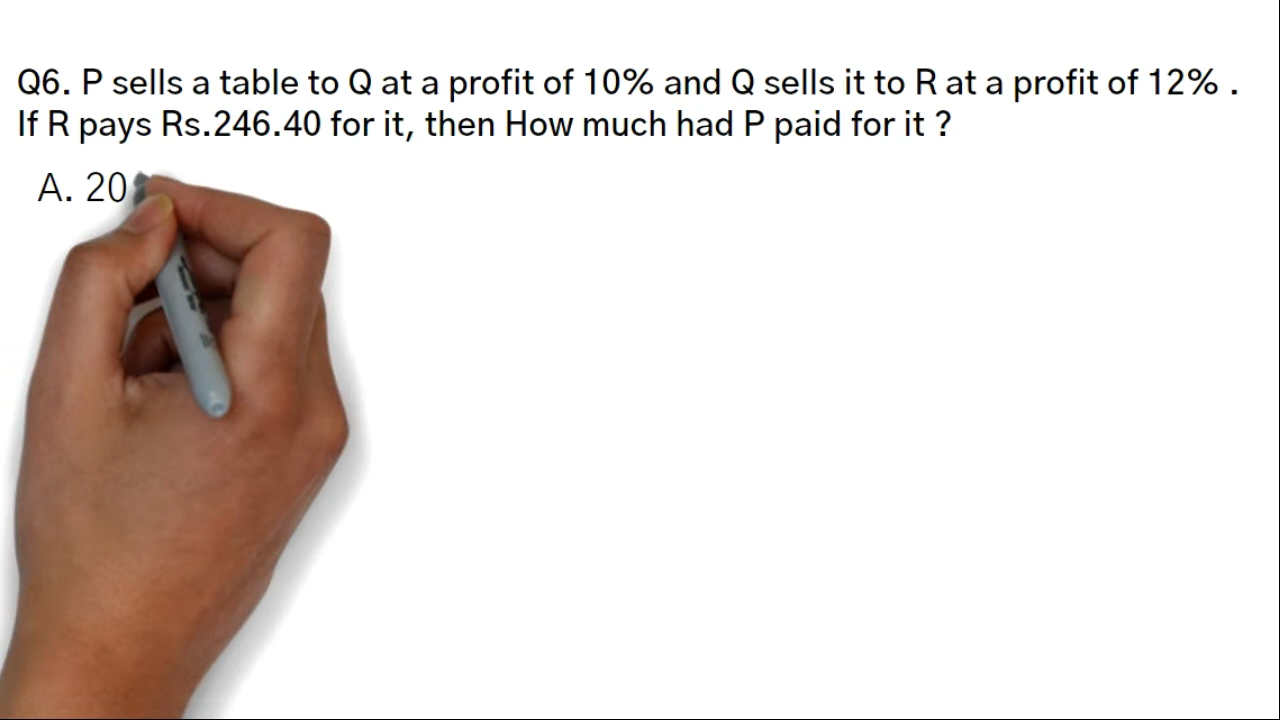 Q6. P sells a table to Q at a profit of 10% and Q sells it to R at a profit of 12% .
If R pays Rs.246.40 for it, then How much had P paid for it ?
A. 20